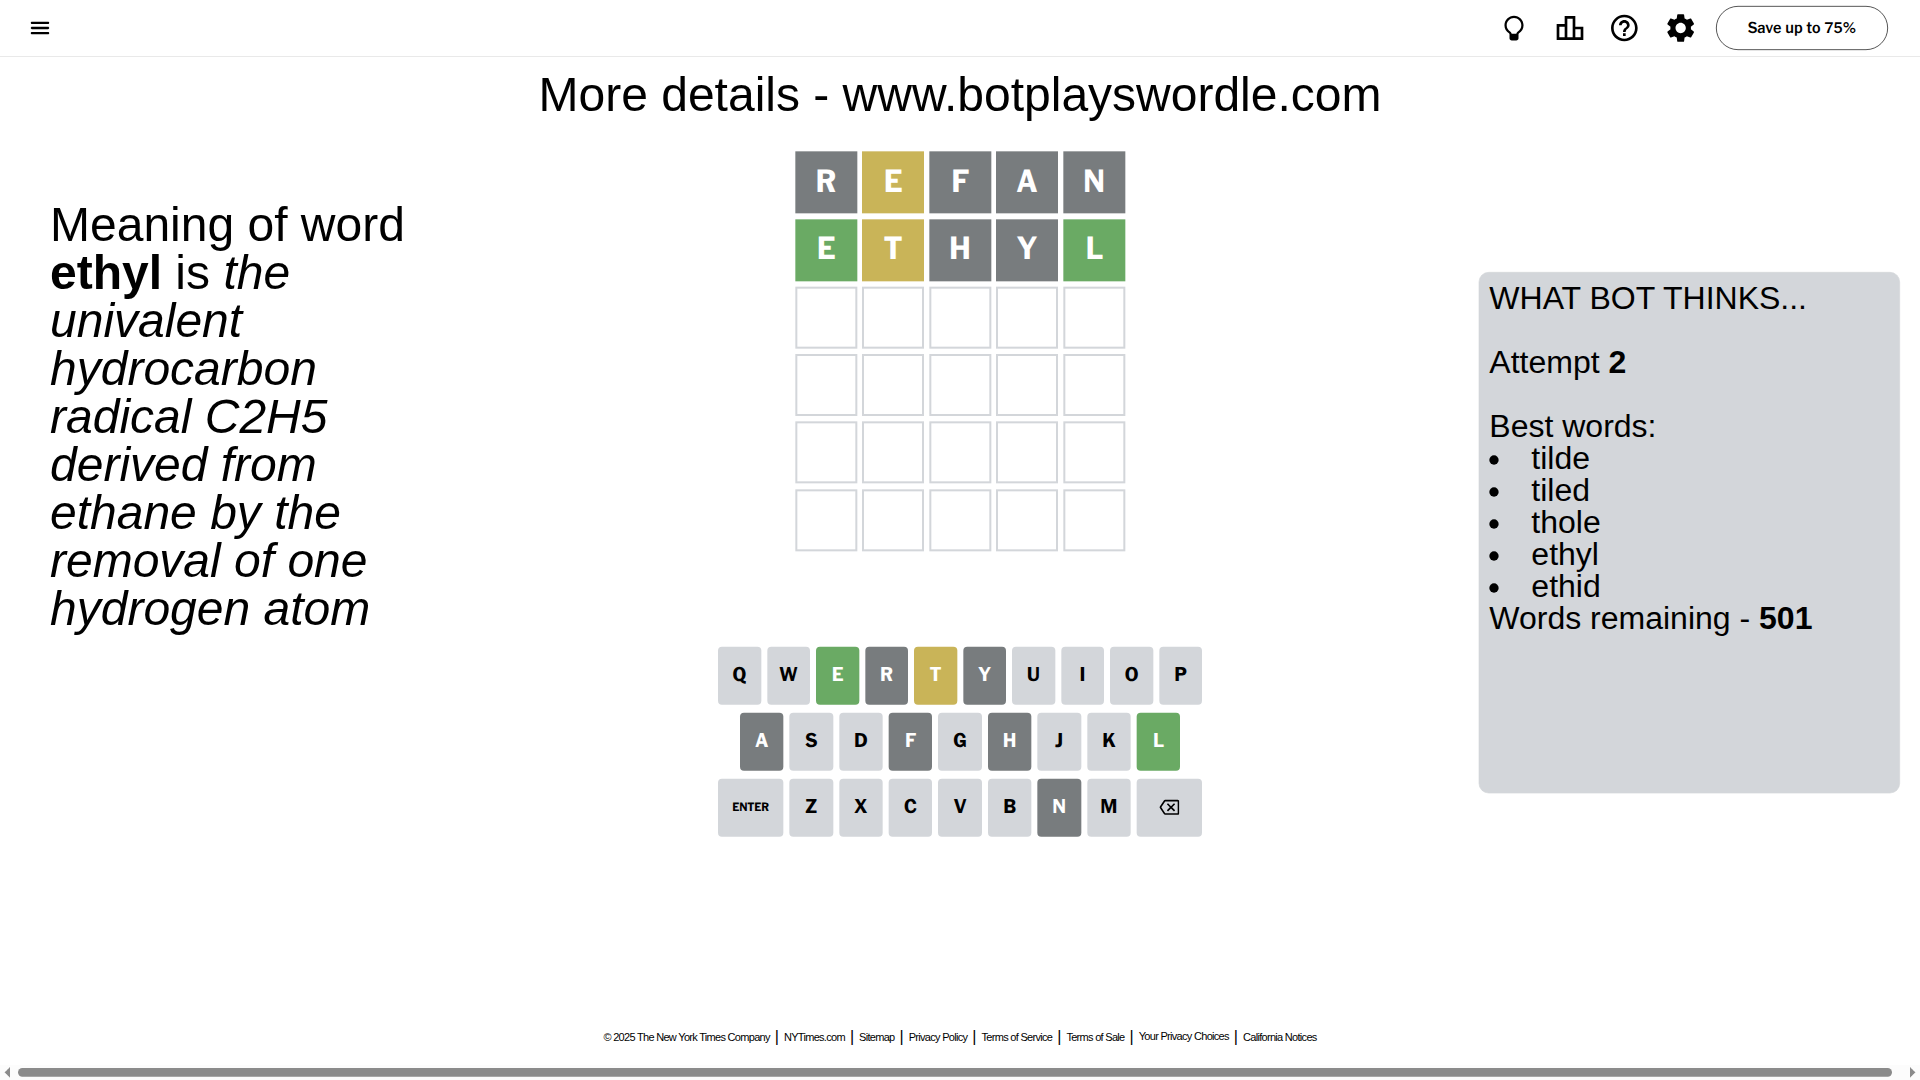 Save up to 75%
More details - www.botplayswordle.com
Meaning of word
ethyl is the
univalent
hydrocarbon
radical C2H5
derived from
ethane by the
removal of one
hydrogen atom
R E F A N
E T H Y L
WHAT BOT THINKS...
Attempt 2
Best words:
• tilde
• tiled
• thole
• ethyl
• ethid
Words remaining - 501
Q W E R T Y U I O P
A S D F G H J K L
ENTER Z X C V B N M
© 2025 The New York Times Company | NYTimes.com | Sitemap | Privacy Policy | Terms of Service | Terms of Sale | Your Privacy Choices | California Notices